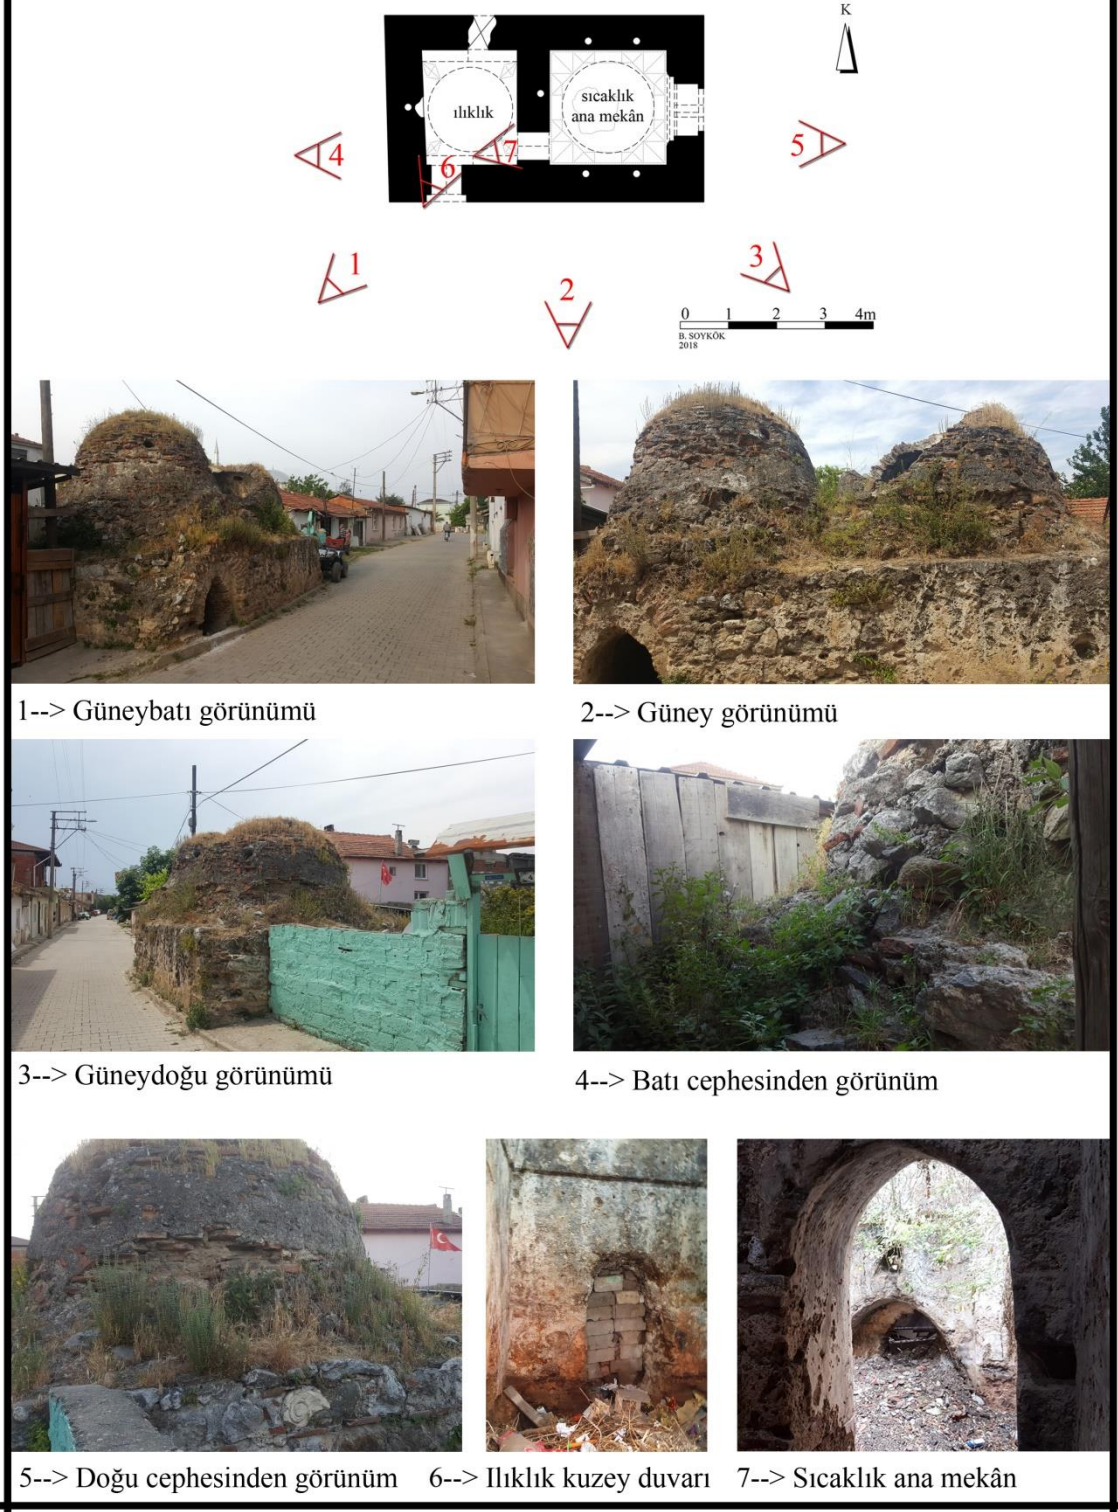 K
ılıklık
sıcaklık
ana mekân
4
7
6
5
1
2
3
0 1 2 3 4m
B. SOYKÖK
2018
1--> Güneybatı görünümü
2--> Güney görünümü
3--> Güneydoğu görünümü
4--> Batı cephesinden görünüm
5--> Doğu cephesinden görünüm
6--> Ilıklık kuzey duvarı
7--> Sıcaklık ana mekân